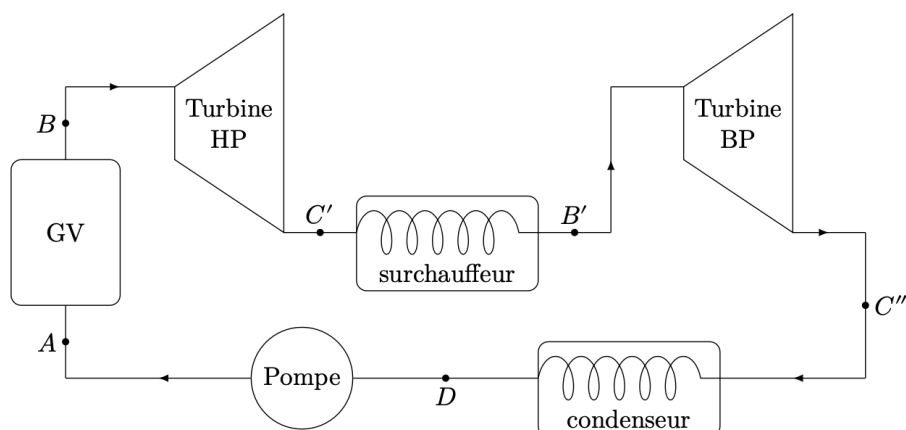 Turbine
HP
Turbine
BP
B
GV
C′
B′
surchauffeur
C″
A
Pompe
D
condenseur